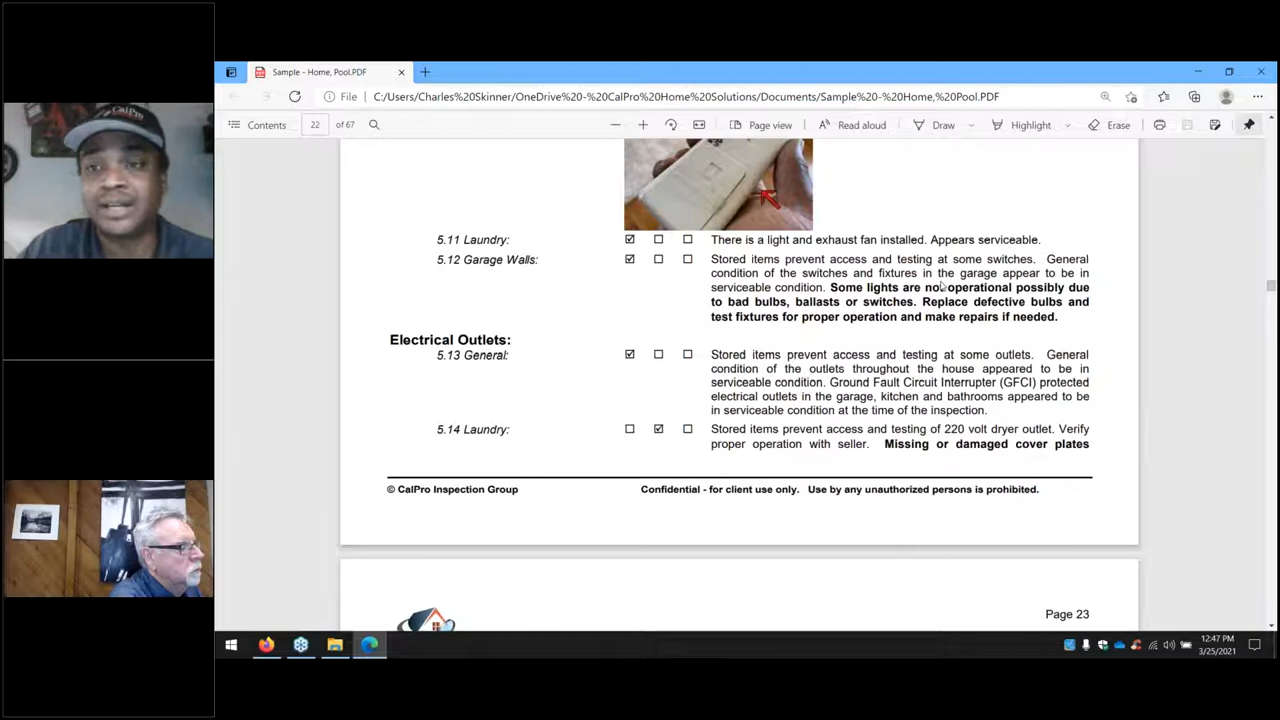 CalPro
Sample - Home, Pool.PDF
File C:/Users/Charles%20Skinner/OneDrive%20-%20CalPro%20Home%20Solutions/Documents/Sample%20-%20Home,%20Pool.PDF
Contents 22 of 67 Page view Read aloud Draw Highlight Erase
5.11 Laundry: There is a light and exhaust fan installed. Appears serviceable.
5.12 Garage Walls: Stored items prevent access and testing at some switches. General
condition of the switches and fixtures in the garage appear to be in
serviceable condition. Some lights are not operational possibly due
to bad bulbs, ballasts or switches. Replace defective bulbs and
test fixtures for proper operation and make repairs if needed.
Electrical Outlets:
5.13 General: Stored items prevent access and testing at some outlets. General
condition of the outlets throughout the house appeared to be in
serviceable condition. Ground Fault Circuit Interrupter (GFCI) protected
electrical outlets in the garage, kitchen and bathrooms appeared to be
in serviceable condition at the time of the inspection.
5.14 Laundry: Stored items prevent access and testing of 220 volt dryer outlet. Verify
proper operation with seller. Missing or damaged cover plates
© CalPro Inspection Group Confidential - for client use only. Use by any unauthorized persons is prohibited.
Page 23
12:47 PM
3/25/2021